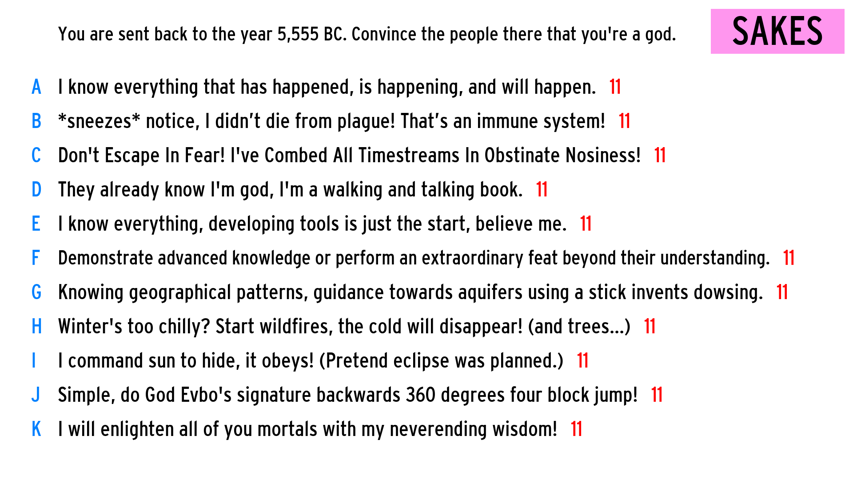 You are sent back to the year 5,555 BC. Convince the people there that you're a god.
SAKES
A I know everything that has happened, is happening, and will happen. 11
B *sneezes* notice, I didn’t die from plague! That’s an immune system! 11
C Don't Escape In Fear! I've Combed All Timestreams In Obstinate Nosiness! 11
D They already know I'm god, I'm a walking and talking book. 11
E I know everything, developing tools is just the start, believe me. 11
F Demonstrate advanced knowledge or perform an extraordinary feat beyond their understanding. 11
G Knowing geographical patterns, guidance towards aquifers using a stick invents dowsing. 11
H Winter's too chilly? Start wildfires, the cold will disappear! (and trees...) 11
I I command sun to hide, it obeys! (Pretend eclipse was planned.) 11
J Simple, do God Evbo's signature backwards 360 degrees four block jump! 11
K I will enlighten all of you mortals with my neverending wisdom! 11